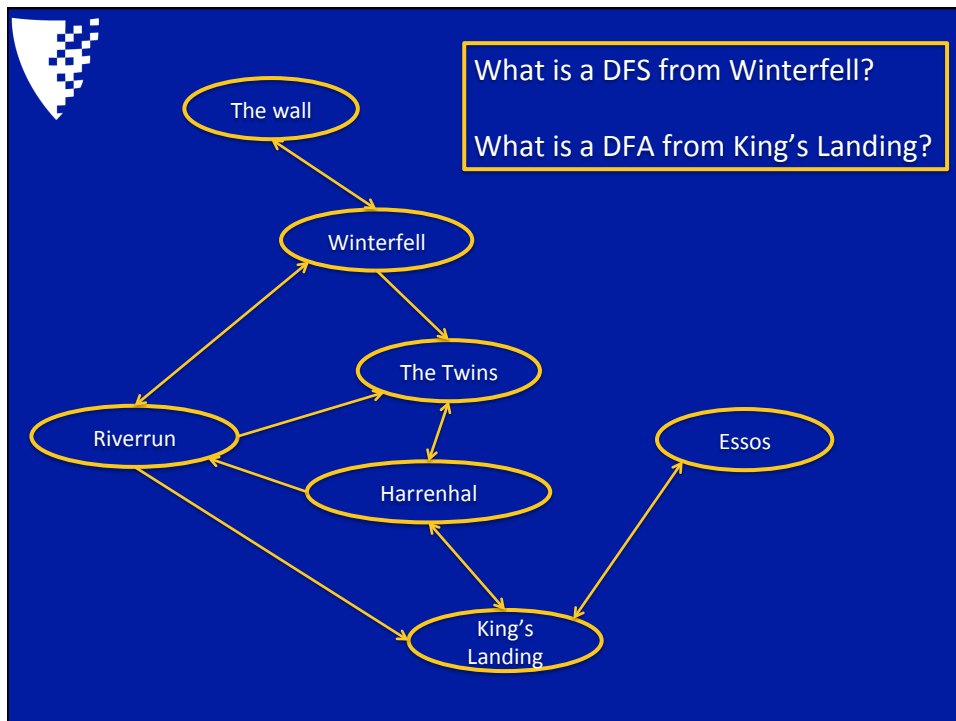 What is a DFS from Winterfell?
What is a DFA from King’s Landing?
The wall
Winterfell
The Twins
Riverrun
Essos
Harrenhal
King’s
Landing